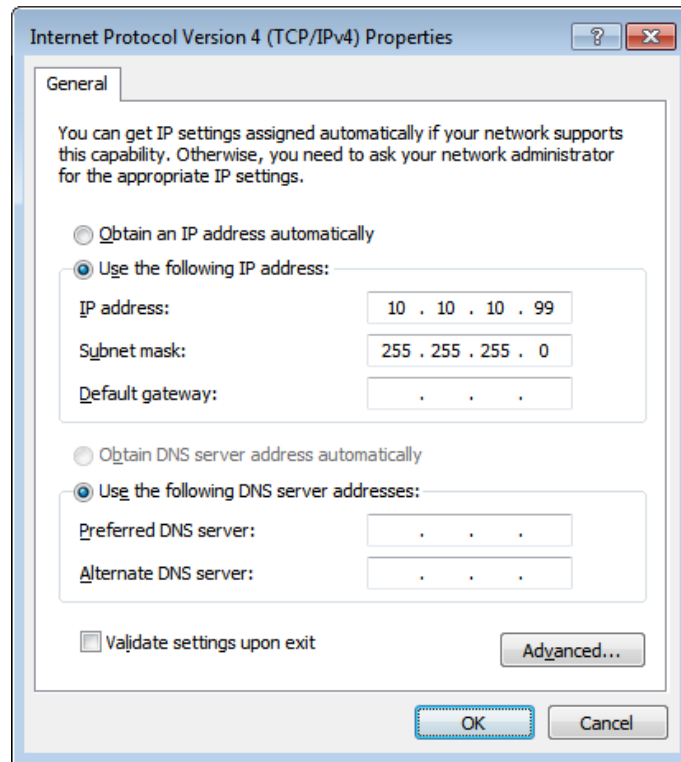 Internet Protocol Version 4 (TCP/IPv4) Properties
General
You can get IP settings assigned automatically if your network supports
this capability. Otherwise, you need to ask your network administrator
for the appropriate IP settings.
Obtain an IP address automatically
Use the following IP address:
IP address: 10 . 10 . 10 . 99
Subnet mask: 255 . 255 . 255 . 0
Default gateway: . . .
Obtain DNS server address automatically
Use the following DNS server addresses:
Preferred DNS server: . . .
Alternate DNS server: . . .
Validate settings upon exit
Advanced...
OK Cancel